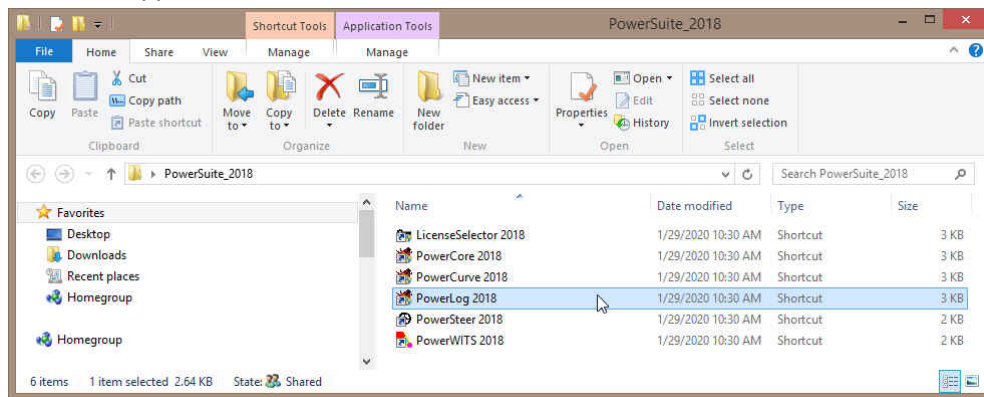 Shortcut Tools Application Tools PowerSuite_2018
File Home Share View Manage Manage
Copy Paste Cut Copy path Paste shortcut
Move to Copy to Delete Rename
New folder New item Easy access
Properties Open Edit History
Select all Select none Invert selection
Clipboard Organize New Open Select
PowerSuite_2018 Search PowerSuite_2018
Favorites
Desktop
Downloads
Recent places
Homegroup
Homegroup
Name Date modified Type Size
LicenseSelector 2018 1/29/2020 10:30 AM Shortcut 3 KB
PowerCore 2018 1/29/2020 10:30 AM Shortcut 3 KB
PowerCurve 2018 1/29/2020 10:30 AM Shortcut 3 KB
PowerLog 2018 1/29/2020 10:30 AM Shortcut 3 KB
PowerSteer 2018 1/29/2020 10:30 AM Shortcut 2 KB
PowerWITS 2018 1/29/2020 10:30 AM Shortcut 2 KB
6 items 1 item selected 2.64 KB State: Shared